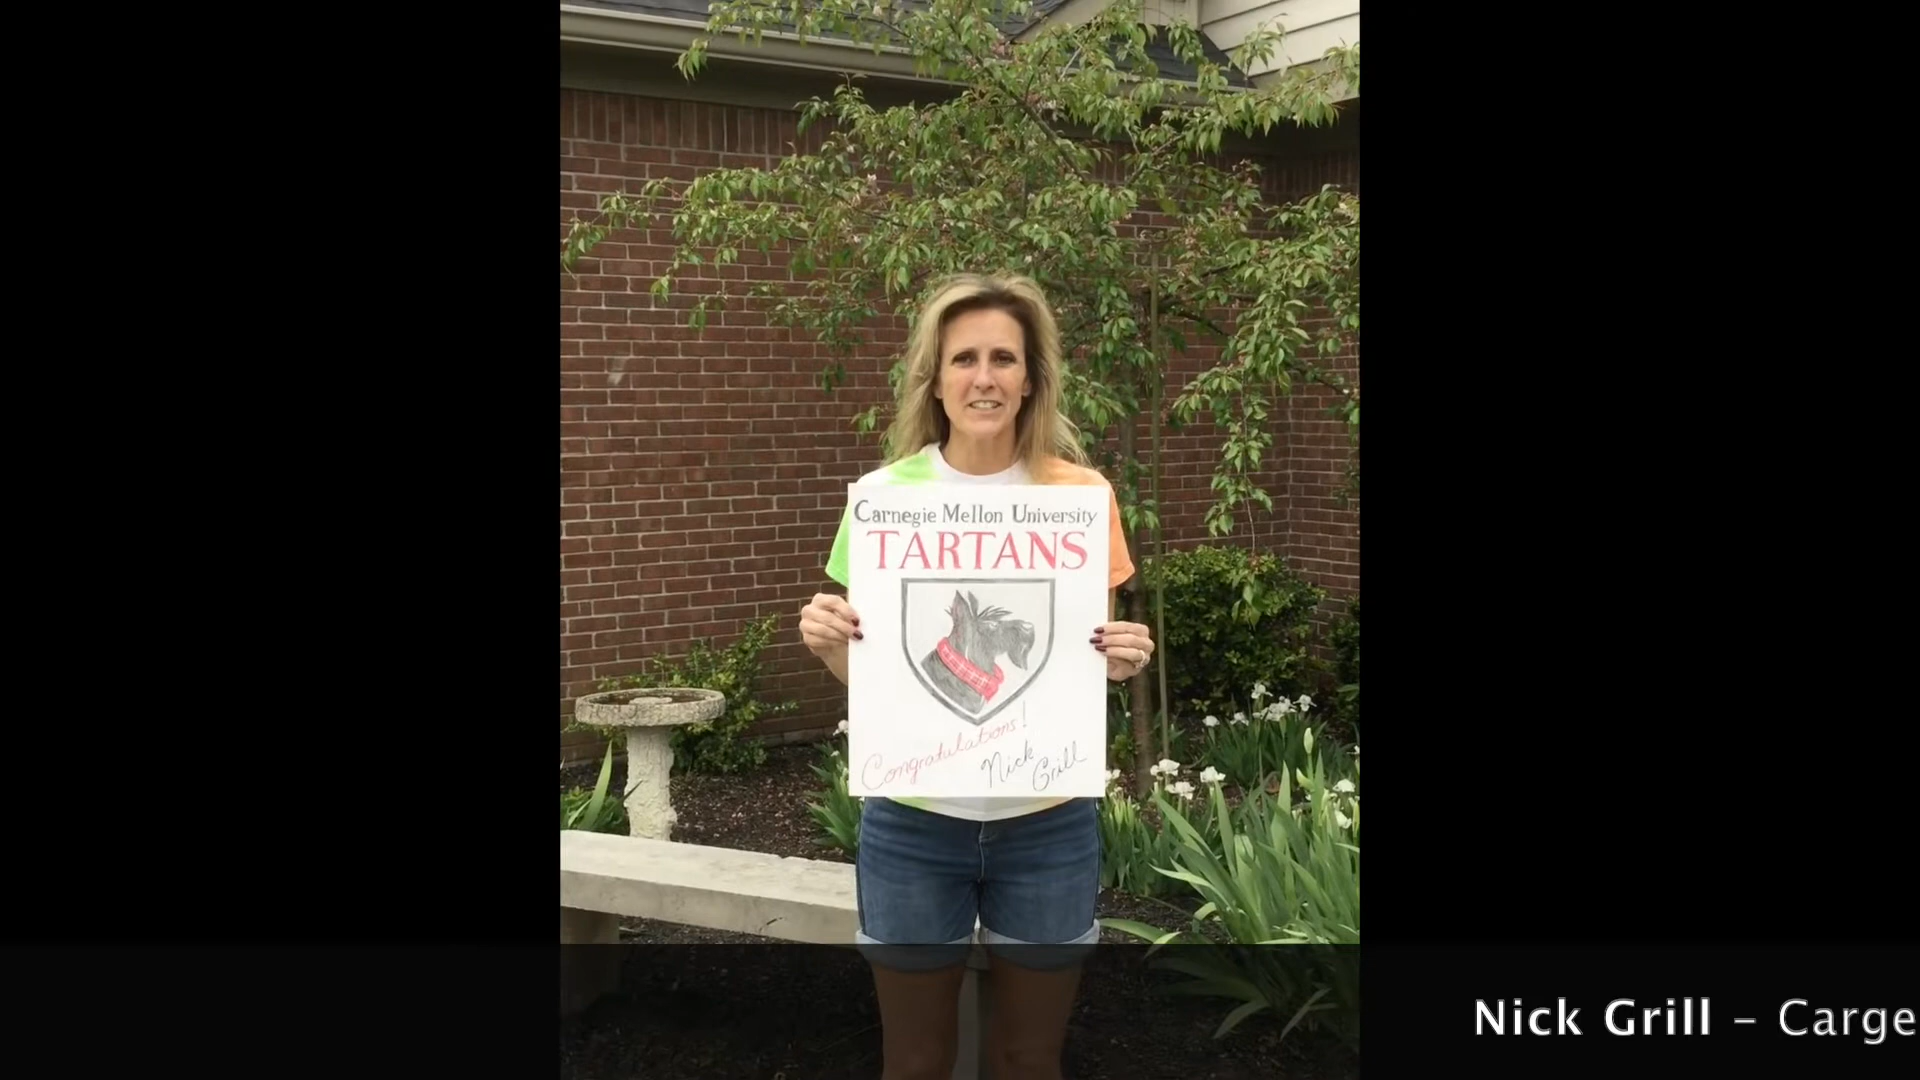 Carnegie Mellon University
TARTANS
Congratulations!
Nick
Grill
Nick Grill – Carge